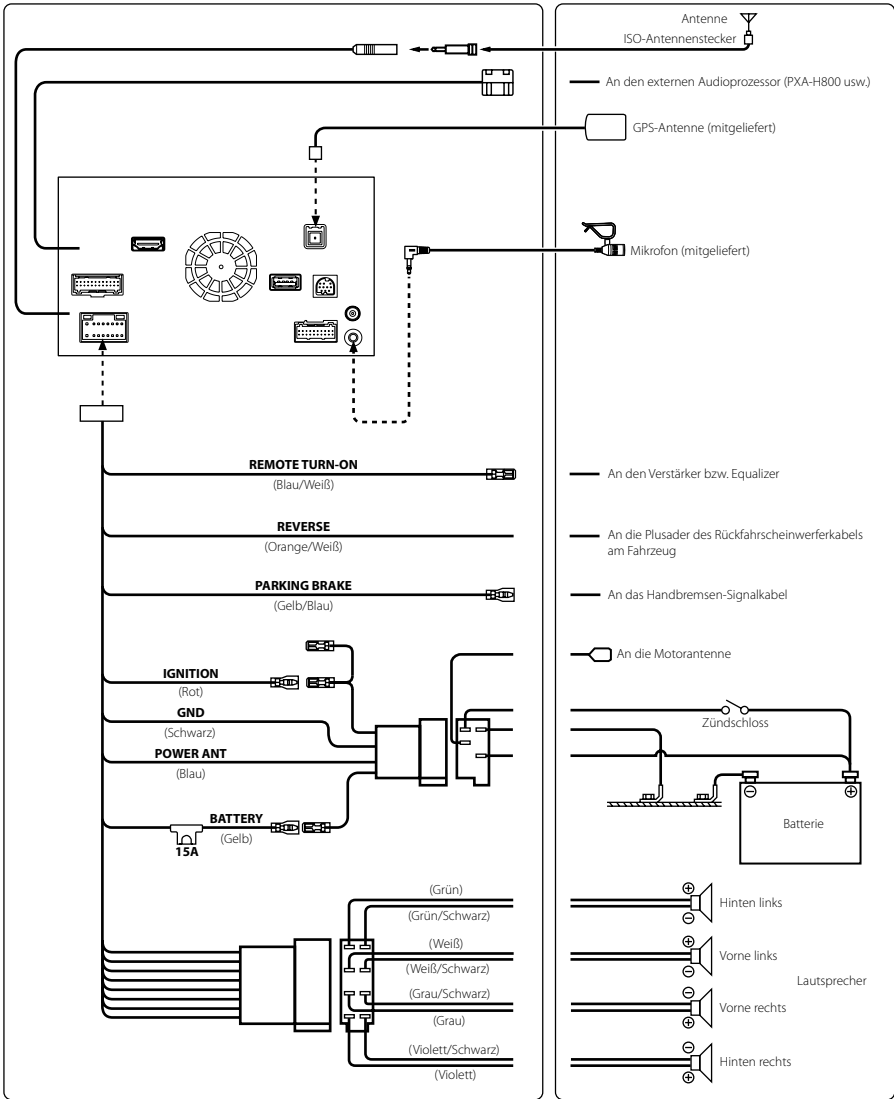 Antenne
ISO-Antennenstecker
An den externen Audioprozessor (PXA-H800 usw.)
GPS-Antenne (mitgeliefert)
Mikrofon (mitgeliefert)
REMOTE TURN-ON
(Blau/Weiß)
An den Verstärker bzw. Equalizer
REVERSE
(Orange/Weiß)
An die Plusader des Rückfahrscheinwerferkabels
am Fahrzeug
PARKING BRAKE
(Gelb/Blau)
An das Handbremsen-Signalkabel
An die Motorantenne
IGNITION
(Rot)
GND
(Schwarz)
Zündschloss
POWER ANT
(Blau)
BATTERY
(Gelb)
15A
Batterie
(Grün)
(Grün/Schwarz)
Hinten links
(Weiß)
(Weiß/Schwarz)
Vorne links
Lautsprecher
(Grau/Schwarz)
(Grau)
Vorne rechts
(Violett/Schwarz)
(Violett)
Hinten rechts